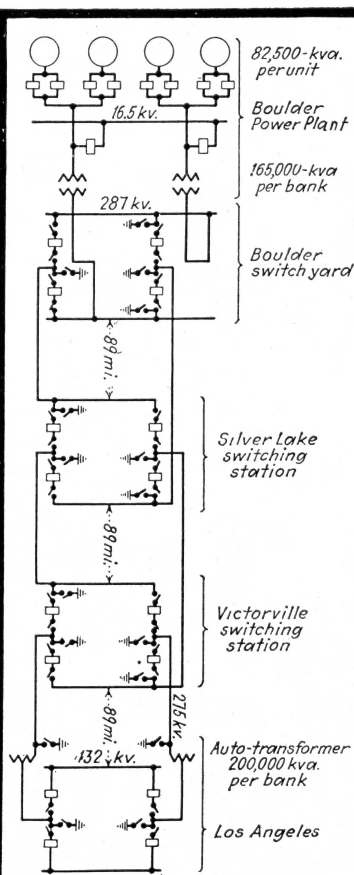 82,500-kva.
per unit
16.5 kv.
Boulder
Power Plant
165,000-kva
per bank
287 kv.
Boulder
switch yard
89 mi.
Silver Lake
switching
station
89 mi.
Victorville
switching
station
89 mi.
275 kv.
Auto-transformer
200,000 kva.
per bank
132 kv.
Los Angeles